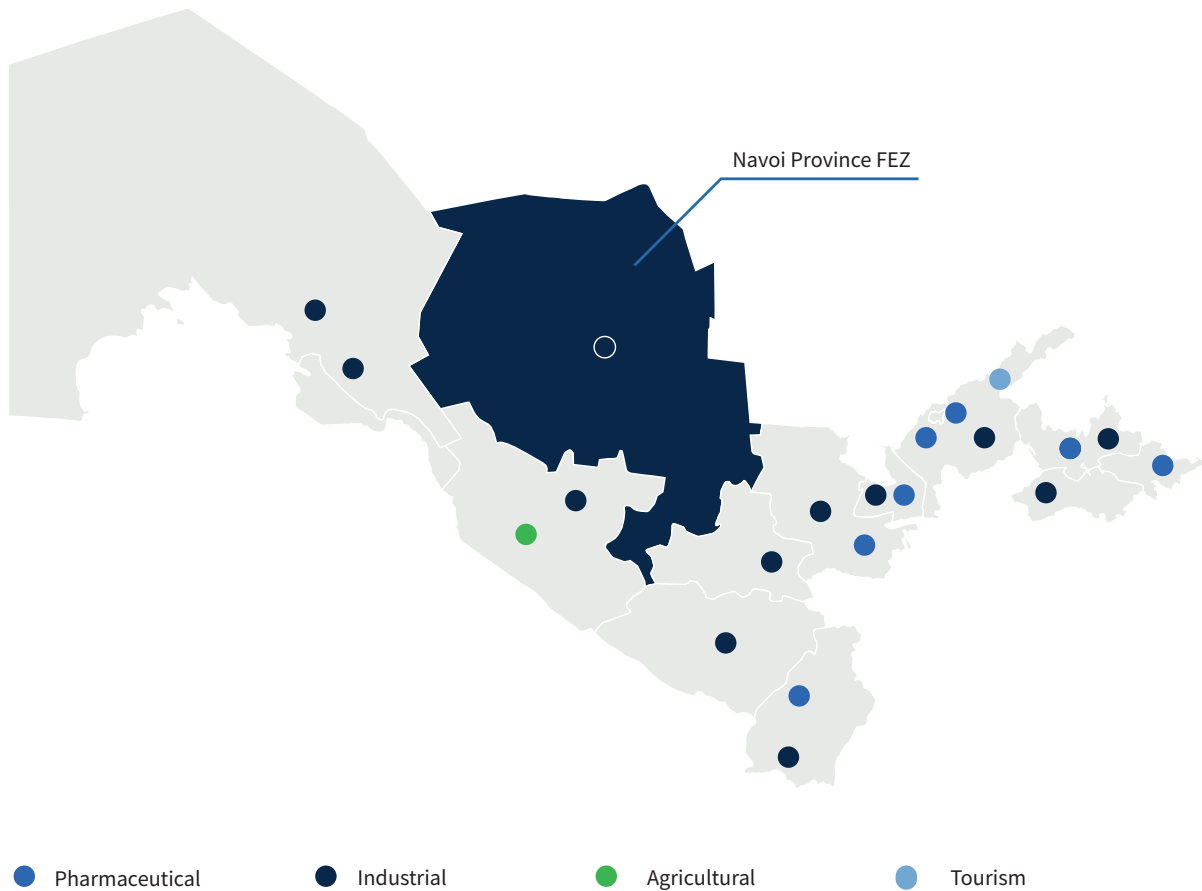 Navoi Province FEZ
Pharmaceutical
Industrial
Agricultural
Tourism